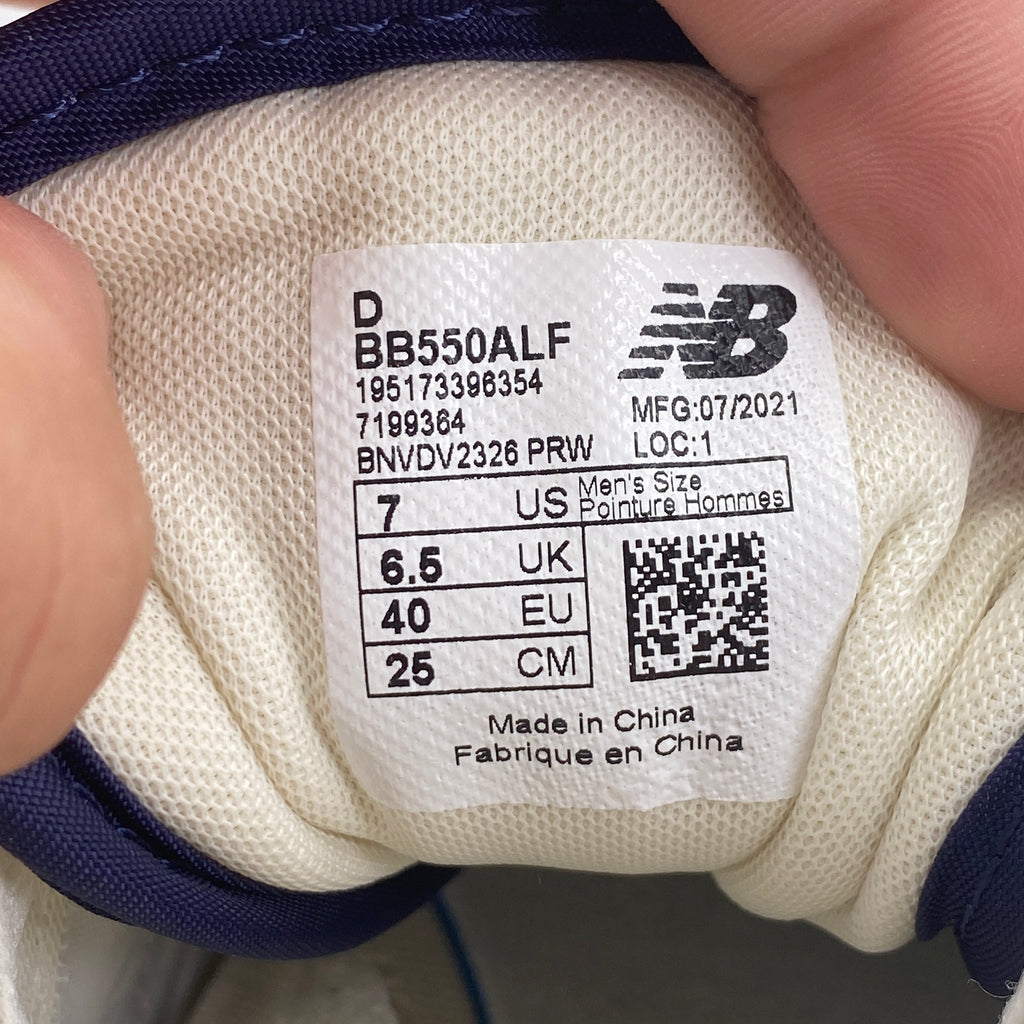 D
BB550ALF
195173396354
7199364
BNVDV2326 PRW
NB
MFG:07/2021
LOC:1
7 US Men's Size
Pointure Hommes
6.5 UK
40 EU
25 CM
Made in China
Fabrique en China